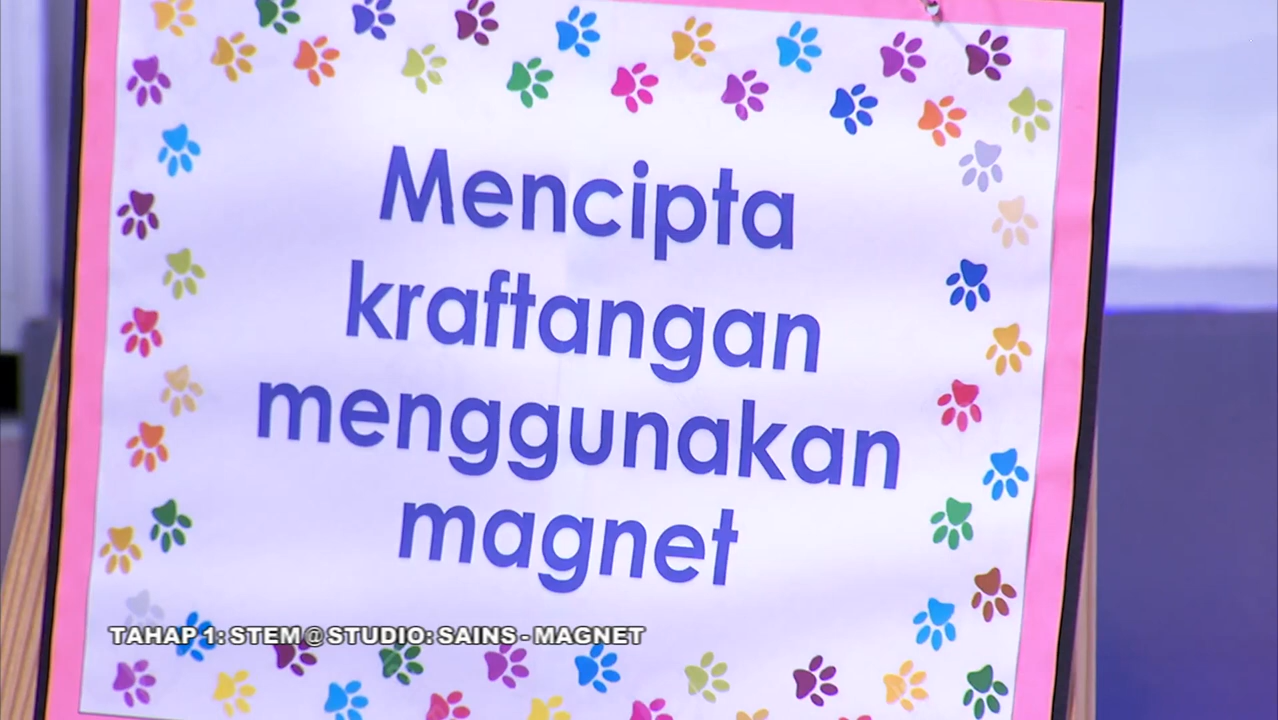 Mencipta
kraftangan
menggunakan
magnet
TAHAP 1: STEM@STUDIO: SAINS - MAGNET